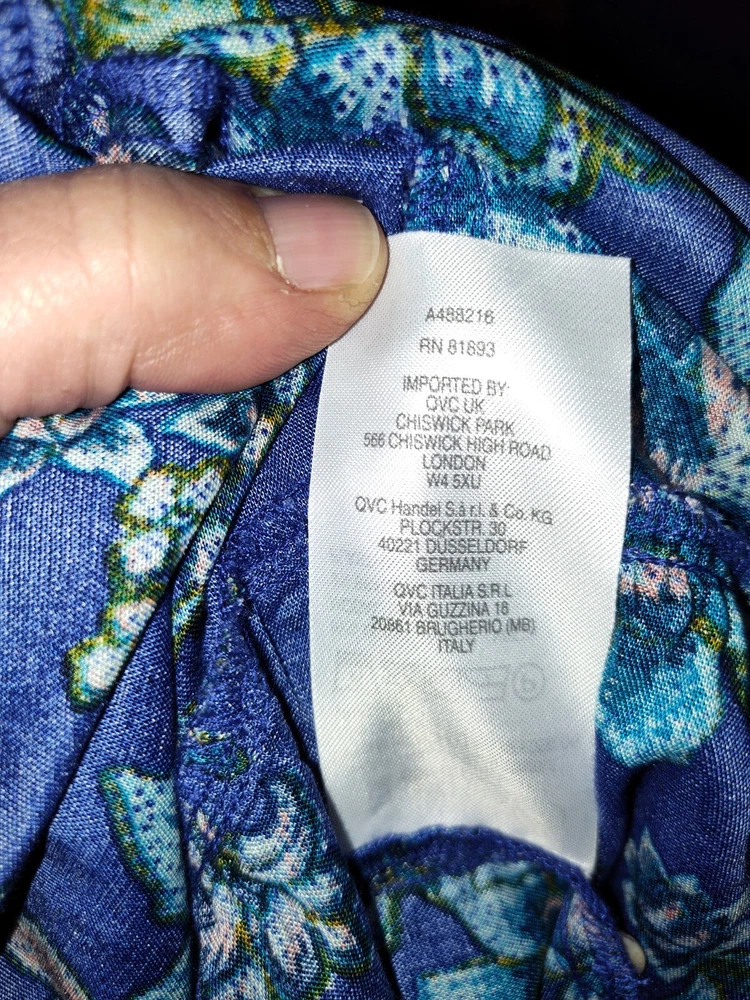 A488216
RN 81893
IMPORTED BY:
QVC UK
CHISWICK PARK
566 CHISWICK HIGH ROAD
LONDON
W4 5XU
QVC Handel S.à r.l. & Co. KG
PLOCKSTR. 30
40221 DÜSSELDORF
GERMANY
QVC ITALIA S.R.L
VIA GUZZINA 18
20861 BRUGHERIO (MB)
ITALY